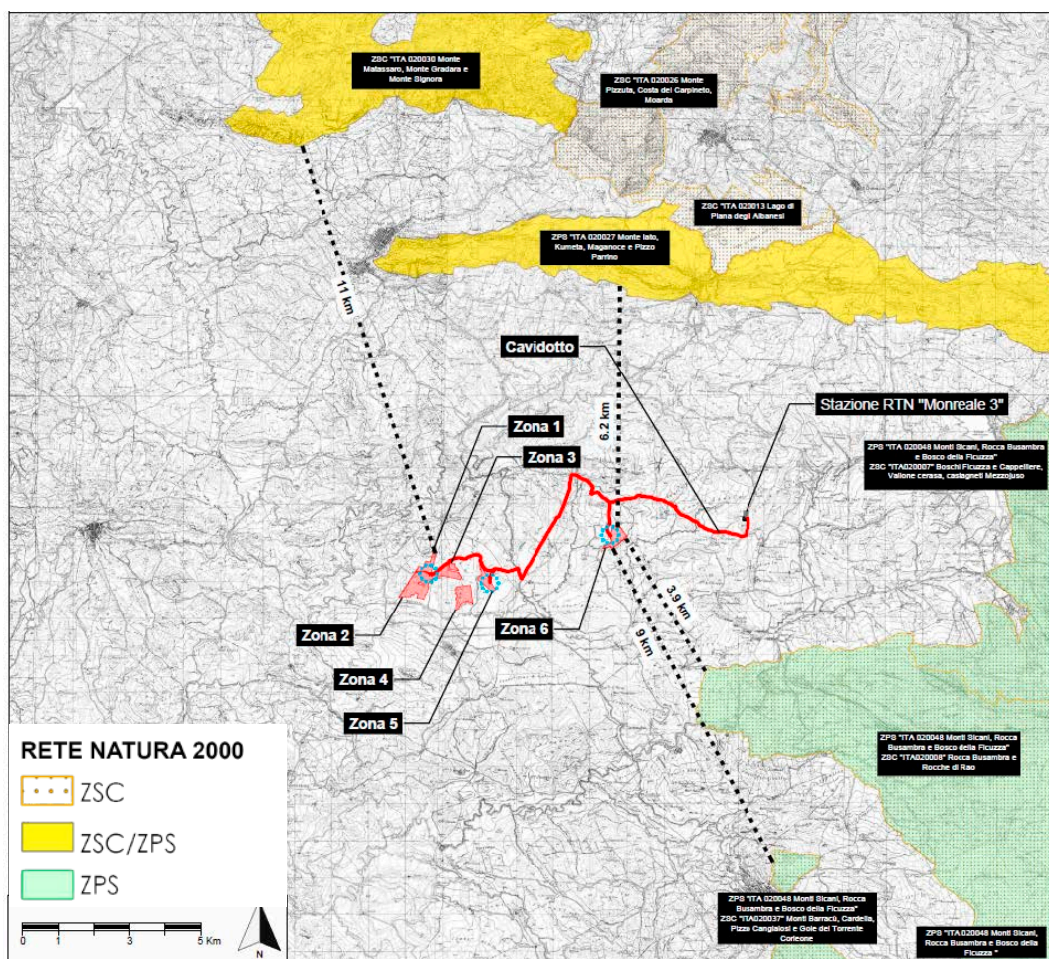 ZSC "ITA 020030 Monte
Matassaro, Monte Gradara e
Monte Signora
ZSC "ITA 020026 Monte
Pizzuta, Costa del Carpineto,
Moarda
ZSC "ITA 020013 Lago di
Piana degli Albanesi
ZPS "ITA 020027 Monte Iato,
Kumeta, Maganoce e Pizzo
Parrino
11 km
Cavidotto
6.2 km
Stazione RTN "Monreale 3"
Zona 1
Zona 3
ZPS "ITA 020048 Monti Sicani, Rocca Busambra
e Bosco della Ficuzza"
ZSC "ITA020007" Boschi Ficuzza e Cappelliere,
Vallone cerasa, castagneti Mezzojuso
3.9 km
9 km
Zona 2
Zona 6
Zona 4
Zona 5
ZPS "ITA 020048 Monti Sicani, Rocca
Busambra e Bosco della Ficuzza"
ZSC "ITA020008" Rocca Busambra e
Rocche di Rao
RETE NATURA 2000
ZSC
ZSC/ZPS
ZPS
0 1 3 5 Km
N
ZPS "ITA 020048 Monti Sicani, Rocca
Busambra e Bosco della Ficuzza"
ZSC "ITA020037" Monti Barracù, Cardella,
Pizzo Cangialosi e Gole del Torrente
Corleone
ZPS "ITA 020048 Monti Sicani,
Rocca Busambra e Bosco della
Ficuzza "